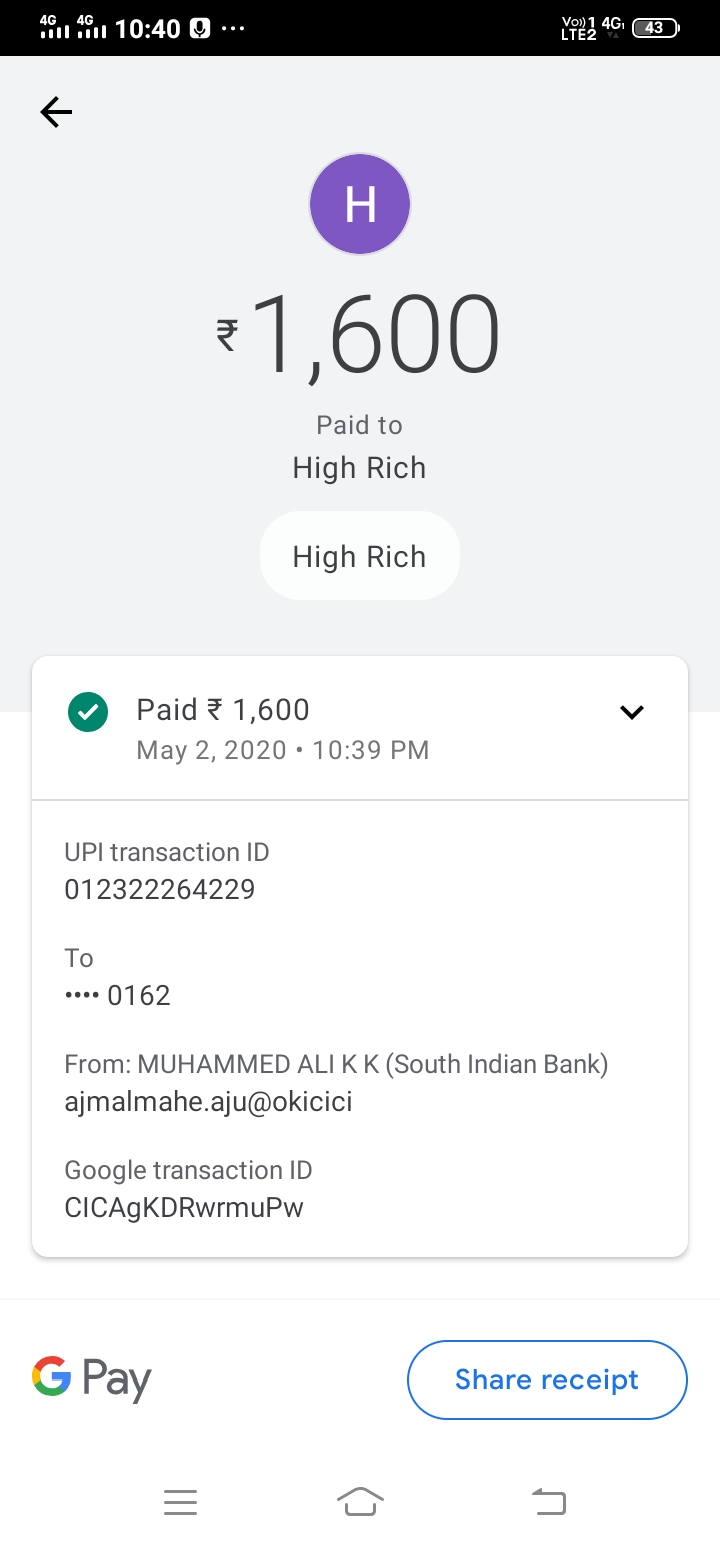 4G 4G 10:40 ... Vo)) 1 4G 43
LTE2
H
₹1,600
Paid to
High Rich
High Rich
Paid ₹ 1,600
May 2, 2020 • 10:39 PM
UPI transaction ID
012322264229
To
•••• 0162
From: MUHAMMED ALI K K (South Indian Bank)
ajmalmahe.aju@okicici
Google transaction ID
CICAgKDRwrmuPw
G Pay
Share receipt